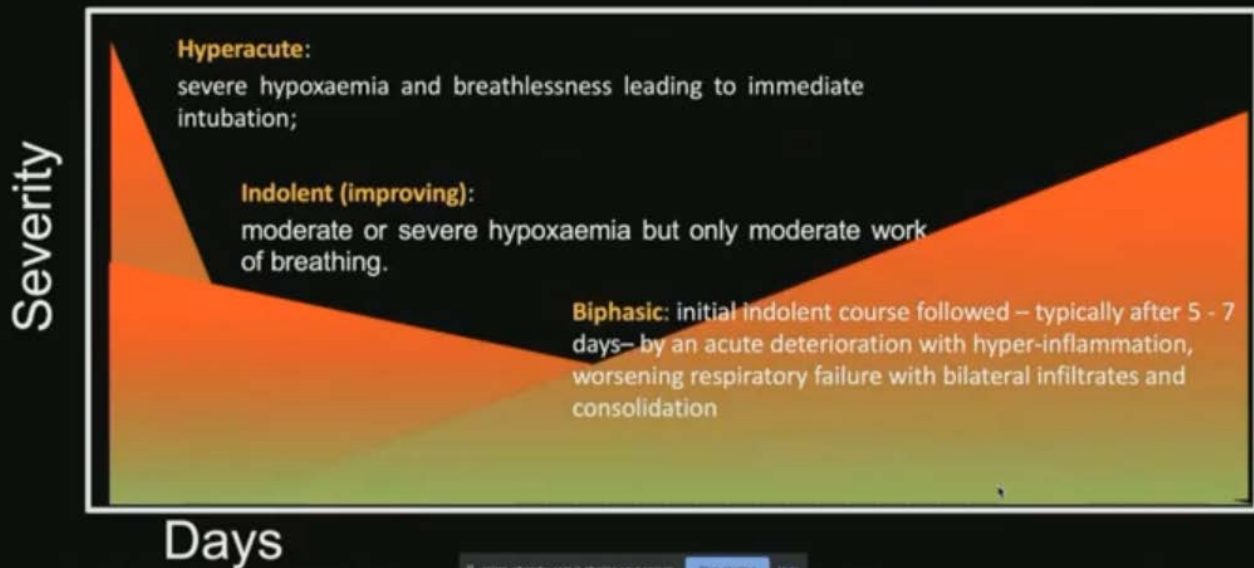 Hyperacute:
severe hypoxaemia and breathlessness leading to immediate
intubation;
Severity
Indolent (improving):
moderate or severe hypoxaemia but only moderate work
of breathing.
Biphasic: initial indolent course followed – typically after 5 - 7
days– by an acute deterioration with hyper-inflammation,
worsening respiratory failure with bilateral infiltrates and
consolidation
Days